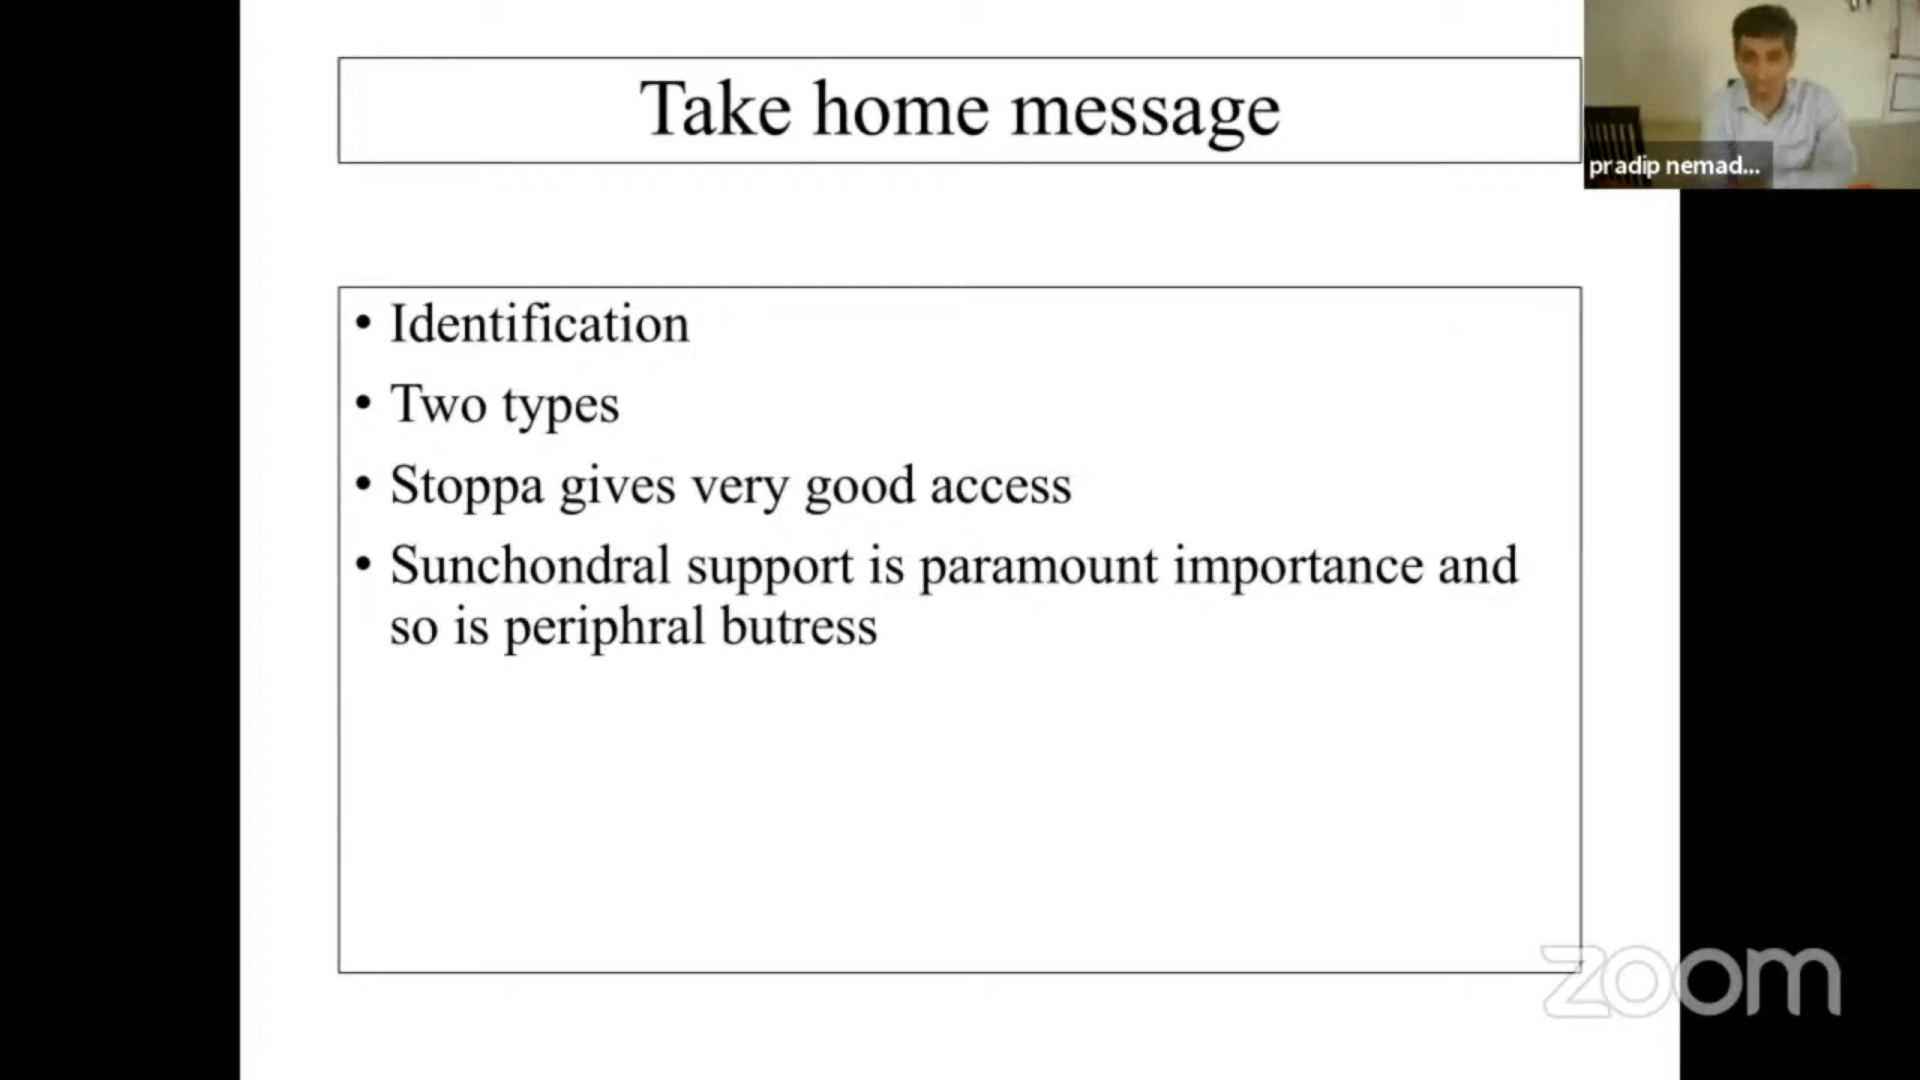 Take home message
pradip nemad...
• Identification
• Two types
• Stoppa gives very good access
• Sunchondral support is paramount importance and
so is periphral butress
zoom